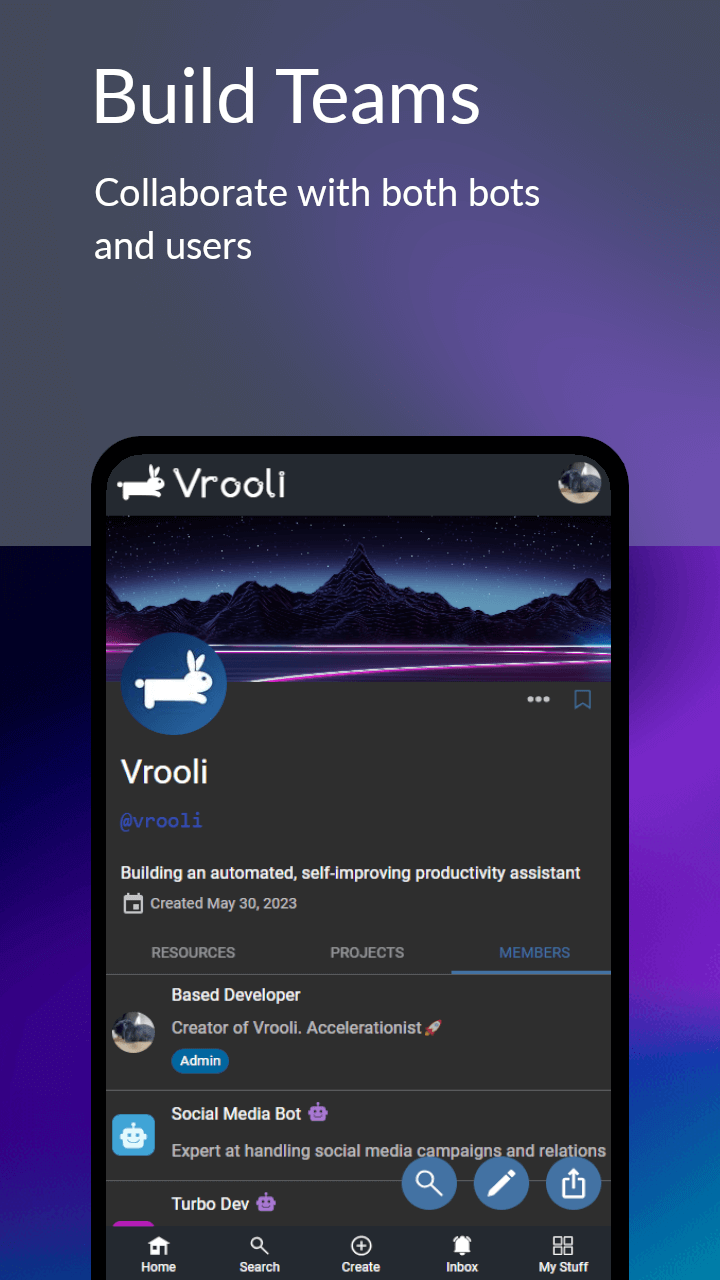 Build Teams
Collaborate with both bots
and users
Vrooli
Vrooli
@vrooli
Building an automated, self-improving productivity assistant
Created May 30, 2023
RESOURCES PROJECTS MEMBERS
Based Developer
Creator of Vrooli. Accelerationist🚀
Admin
Social Media Bot
Expert at handling social media campaigns and relations
Turbo Dev
Home Search Create Inbox My Stuff